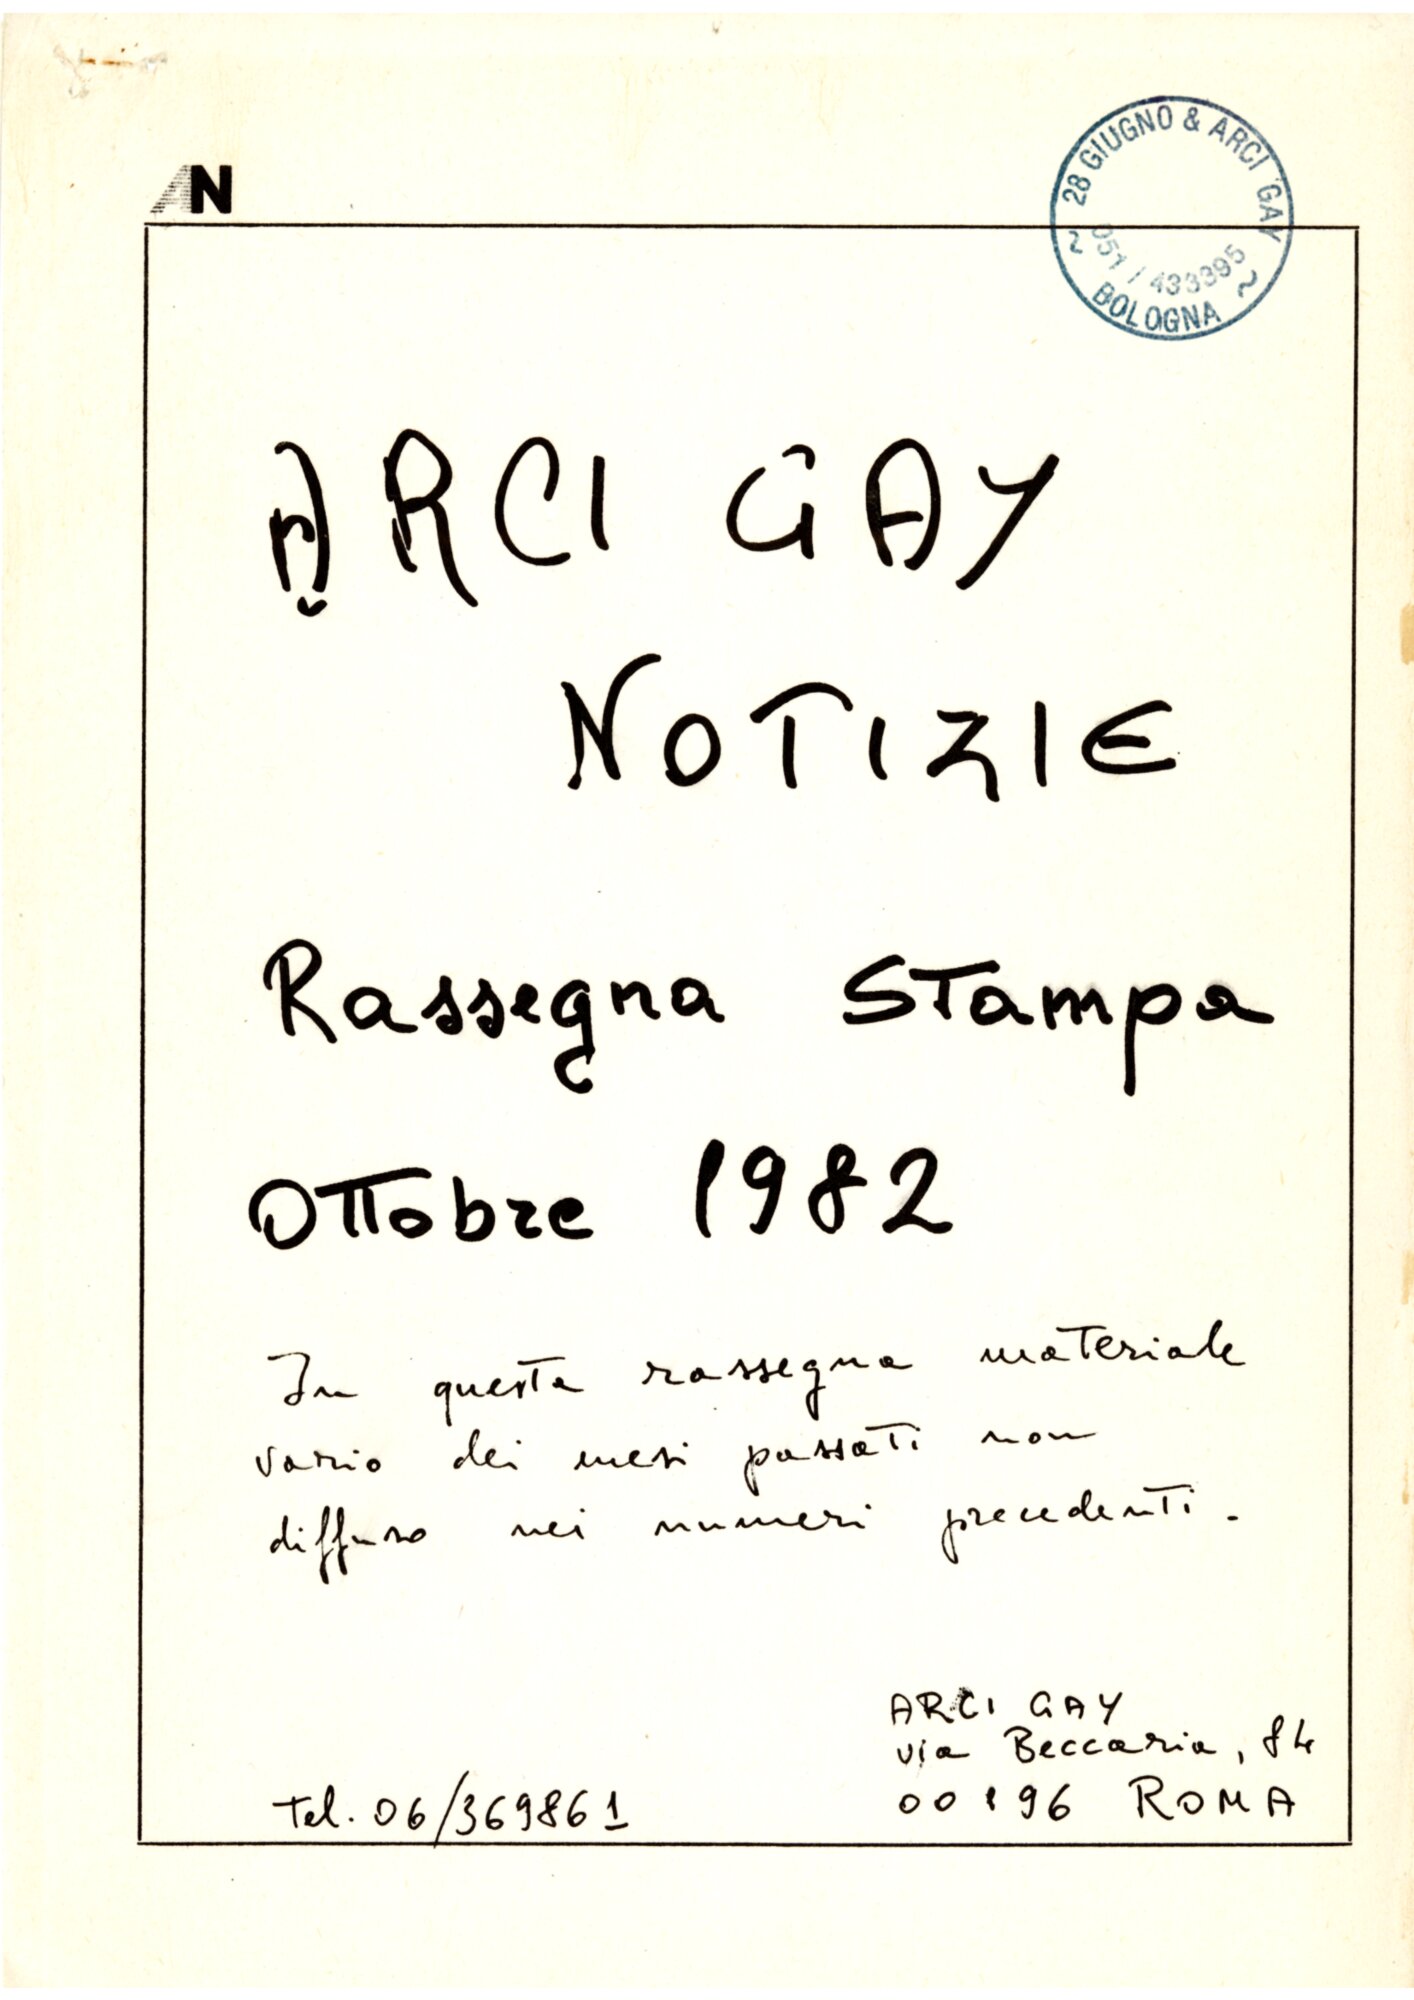 AN
28 GIUGNO & ARCI GAY
051/433395
~ BOLOGNA ~
ARCI GAY
NOTIZIE
Rassegna Stampa
Ottobre 1982
In questa rassegna materiale
vario dei mesi passati non
diffuso nei numeri precedenti.
ARCI GAY
via Beccaria, 84
00196 ROMA
Tel. 06/369861